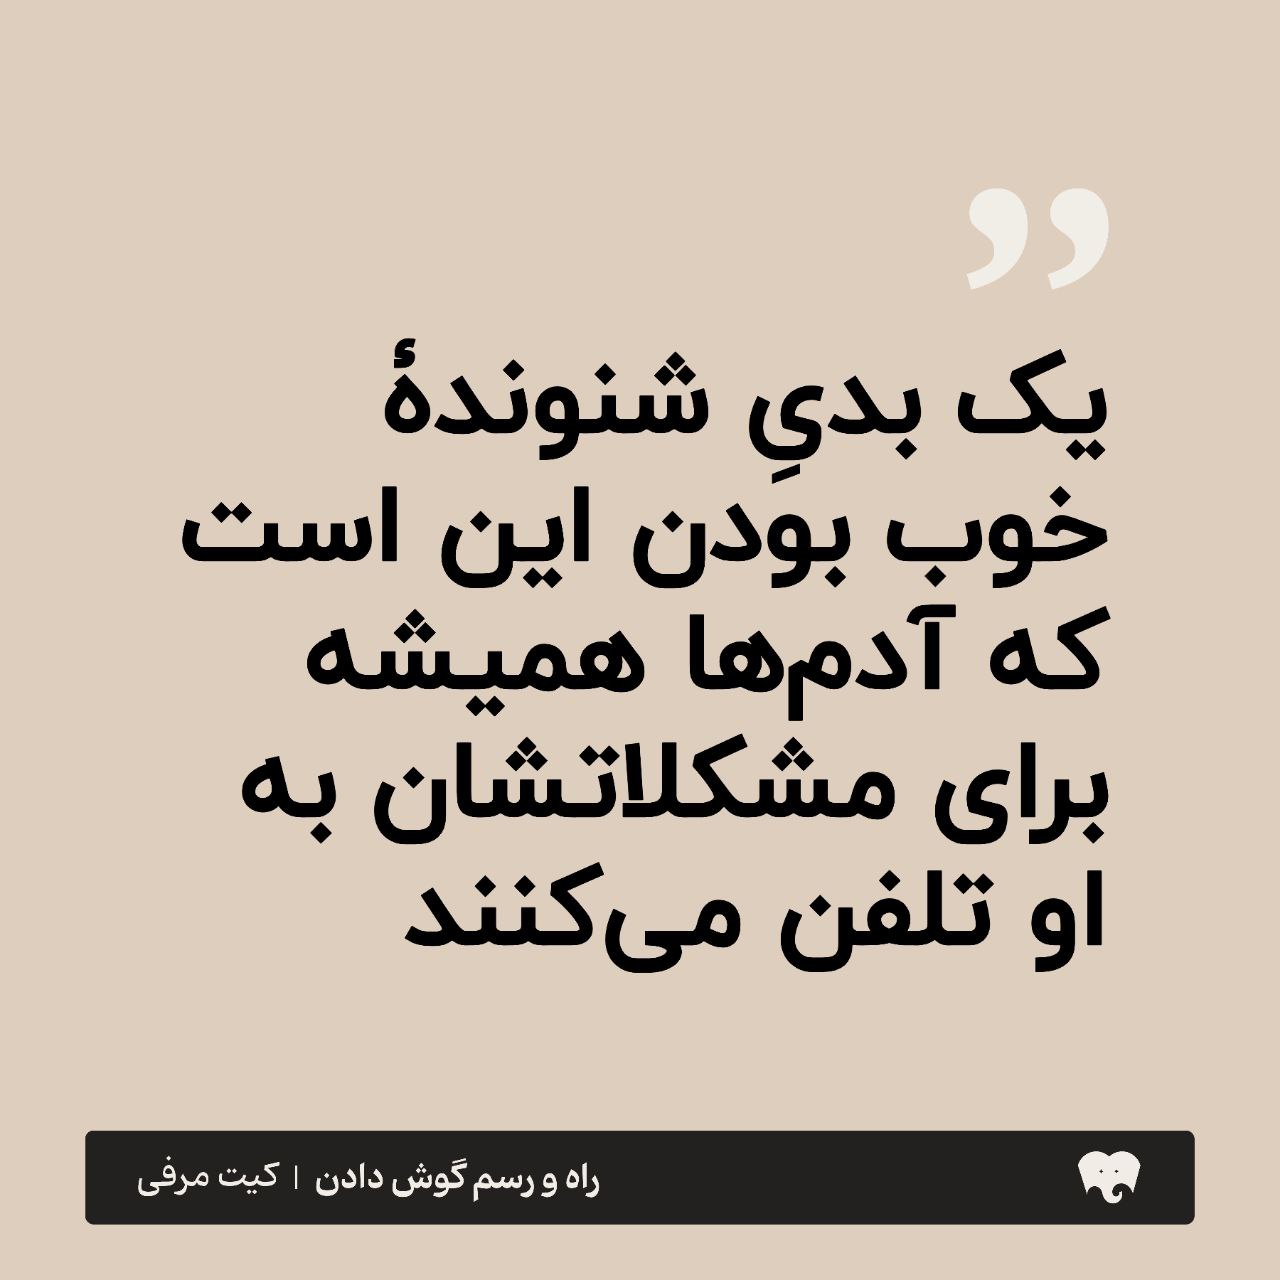 ”
یک بدیِ شنوندهٔ
خوب بودن این است
که آدم‌ها همیشه
برای مشکلاتشان به
او تلفن می‌کنند
راه و رسم گوش دادن | کیت مرفی